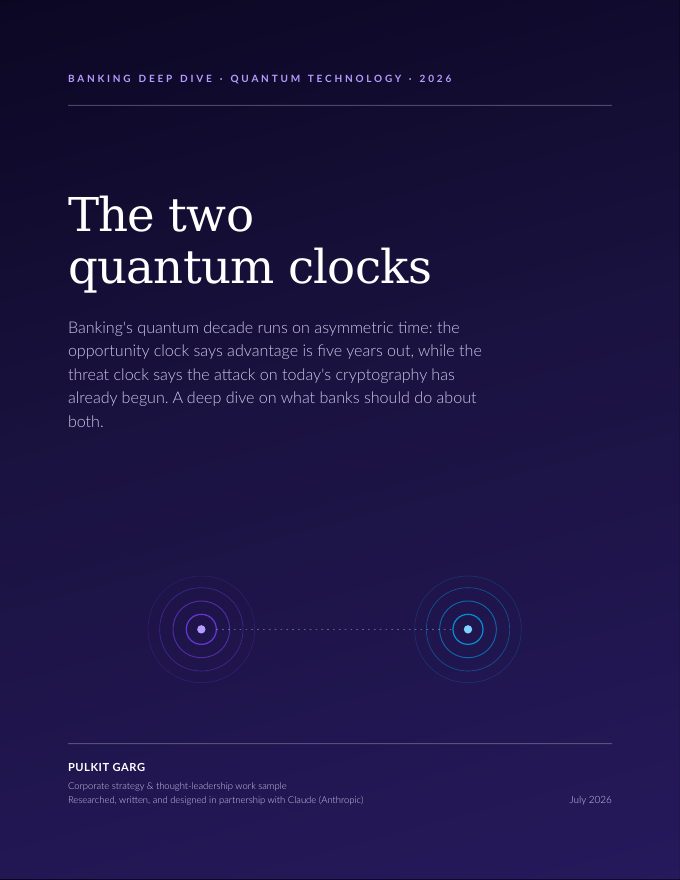 BANKING DEEP DIVE · QUANTUM TECHNOLOGY · 2026
The two
quantum clocks
Banking's quantum decade runs on asymmetric time: the
opportunity clock says advantage is five years out, while the
threat clock says the attack on today's cryptography has
already begun. A deep dive on what banks should do about
both.
PULKIT GARG
Corporate strategy & thought-leadership work sample
Researched, written, and designed in partnership with Claude (Anthropic)
July 2026